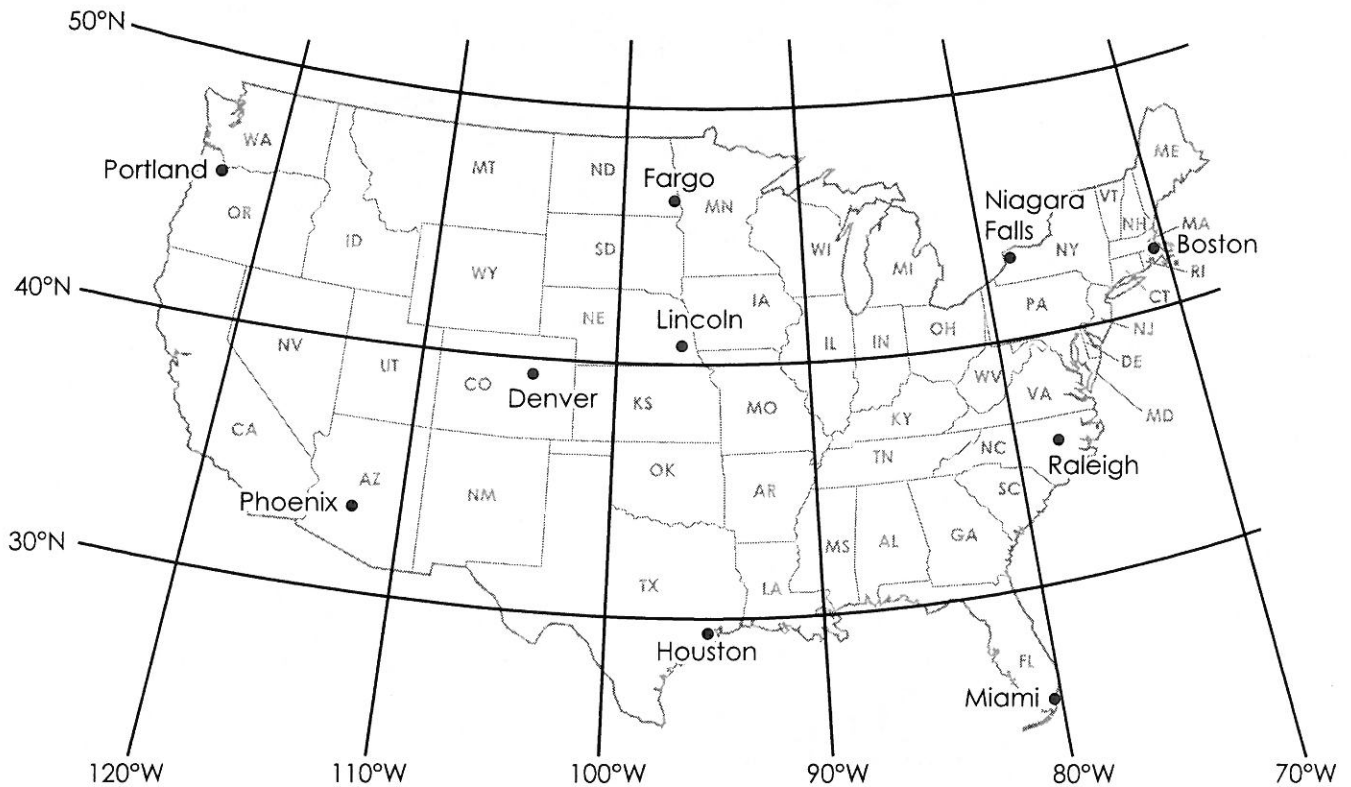 50°N
WA
Portland
MT
ND
Fargo
MN
ME
OR
ID
SD
WI
MI
Niagara
Falls
NY
VT
NH
MA
Boston
RI
CT
WY
40°N
NE
IA
Lincoln
PA
NJ
NV
UT
CO
Denver
IL
IN
OH
DE
WV
VA
MD
KS
MO
KY
CA
NC
Raleigh
TN
OK
AR
SC
Phoenix
AZ
NM
30°N
MS
AL
GA
TX
LA
Houston
FL
Miami
120°W
110°W
100°W
90°W
80°W
70°W